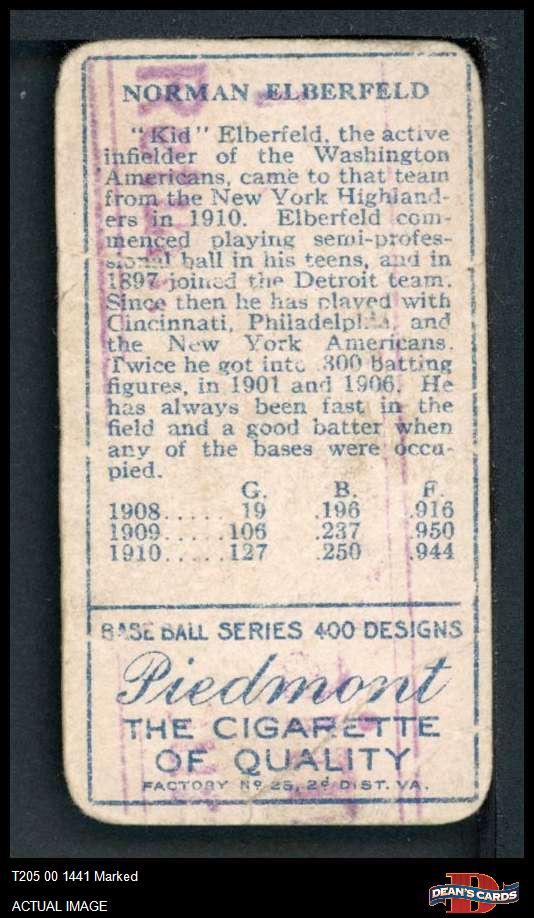 NORMAN ELBERFELD
"Kid" Elberfeld, the active
infielder of the Washington
Americans, came to that team
from the New York Highland-
ers in 1910. Elberfeld com-
menced playing semi-profes-
sional ball in his teens, and in
1897 joined the Detroit team.
Since then he has played with
Cincinnati, Philadelphia, and
the New York Americans.
Twice he got into .300 batting
figures, in 1901 and 1906. He
has always been fast in the
field and a good batter when
any of the bases were occu-
pied.
G. B. F.
1908..... 19 .196 .916
1909..... 106 .237 .950
1910..... 127 .250 .944
BASE BALL SERIES 400 DESIGNS
Piedmont
THE CIGARETTE
OF QUALITY
FACTORY Nº 25, 2d DIST. VA.
T205 00 1441 Marked
ACTUAL IMAGE
DEAN'S CARDS